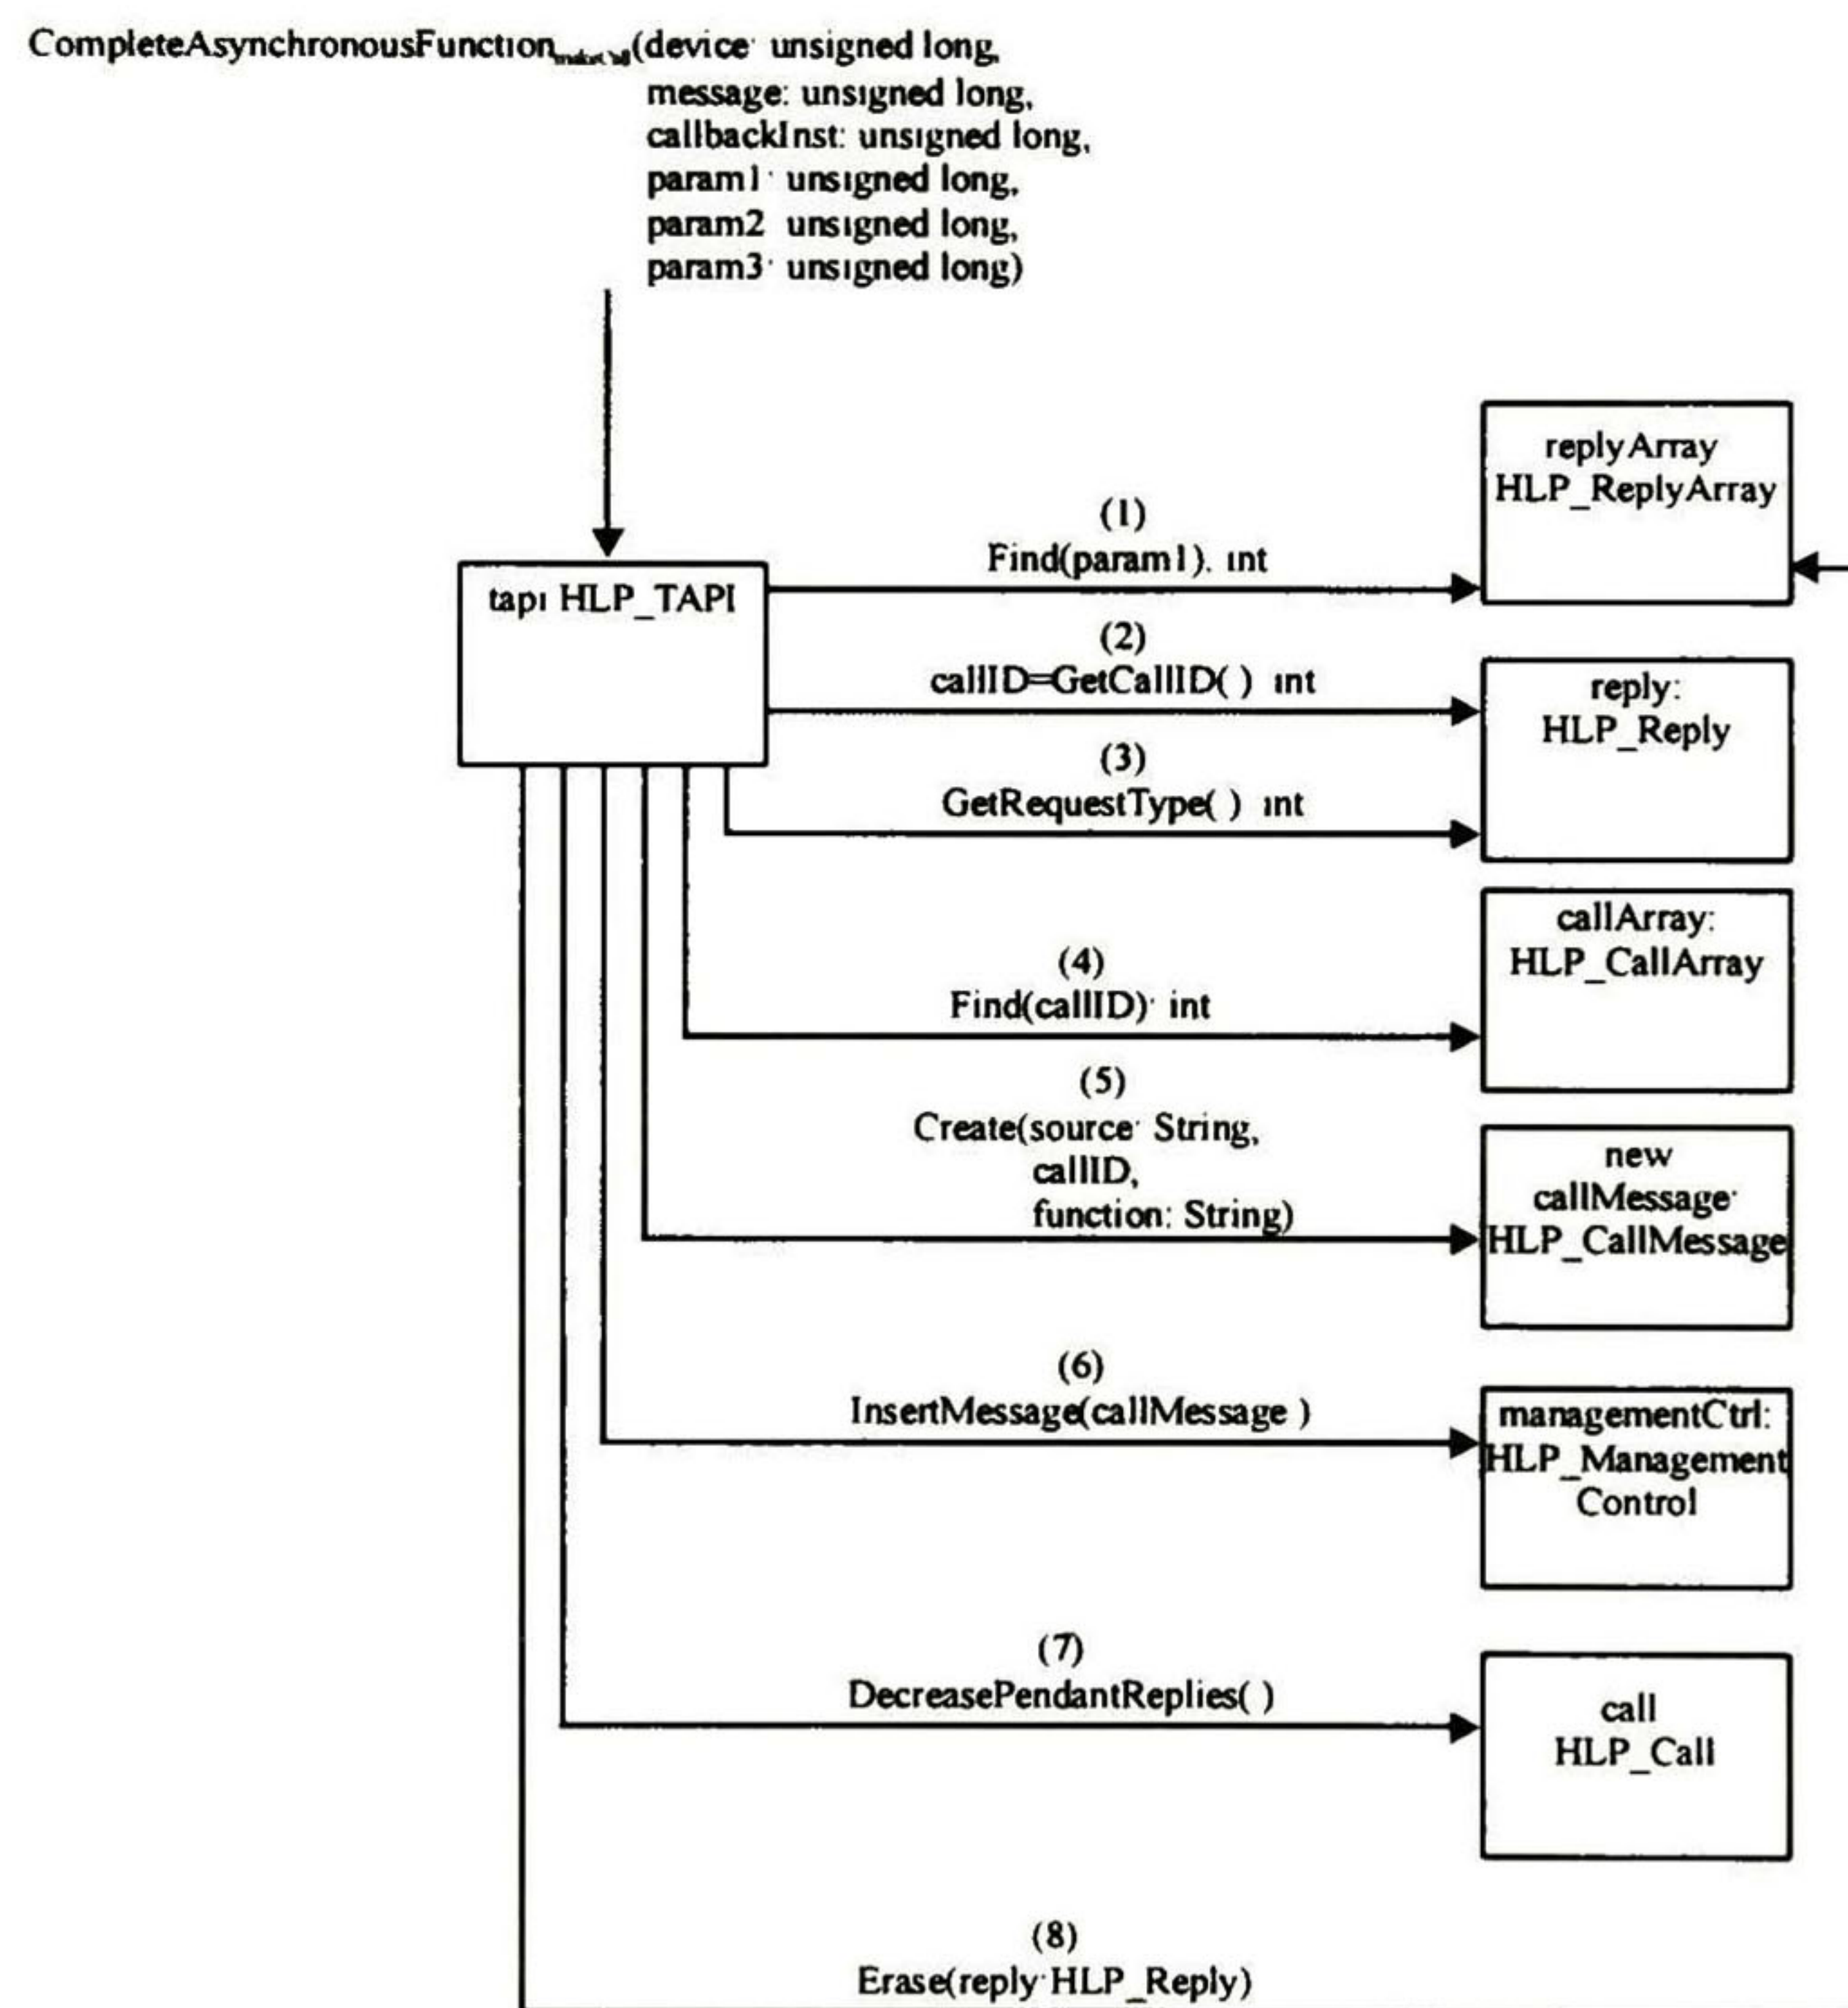 CompleteAsynchronousFunction (device: unsigned long,
message: unsigned long,
callbackInst: unsigned long,
param1: unsigned long,
param2 unsigned long,
param3: unsigned long)
replyArray
HLP_ReplyArray
(1)
Find(param1). int
tapi HLP_TAPI
(2)
callID=GetCallID( ) int
reply:
HLP_Reply
(3)
GetRequestType( ) int
callArray:
HLP_CallArray
(4)
Find(callID): int
(5)
Create(source: String,
callID,
function: String)
new
callMessage:
HLP_CallMessage
(6)
InsertMessage(callMessage )
managementCtrl:
HLP_Management
Control
(7)
DecreasePendantReplies( )
call
HLP_Call
(8)
Erase(reply:HLP_Reply)